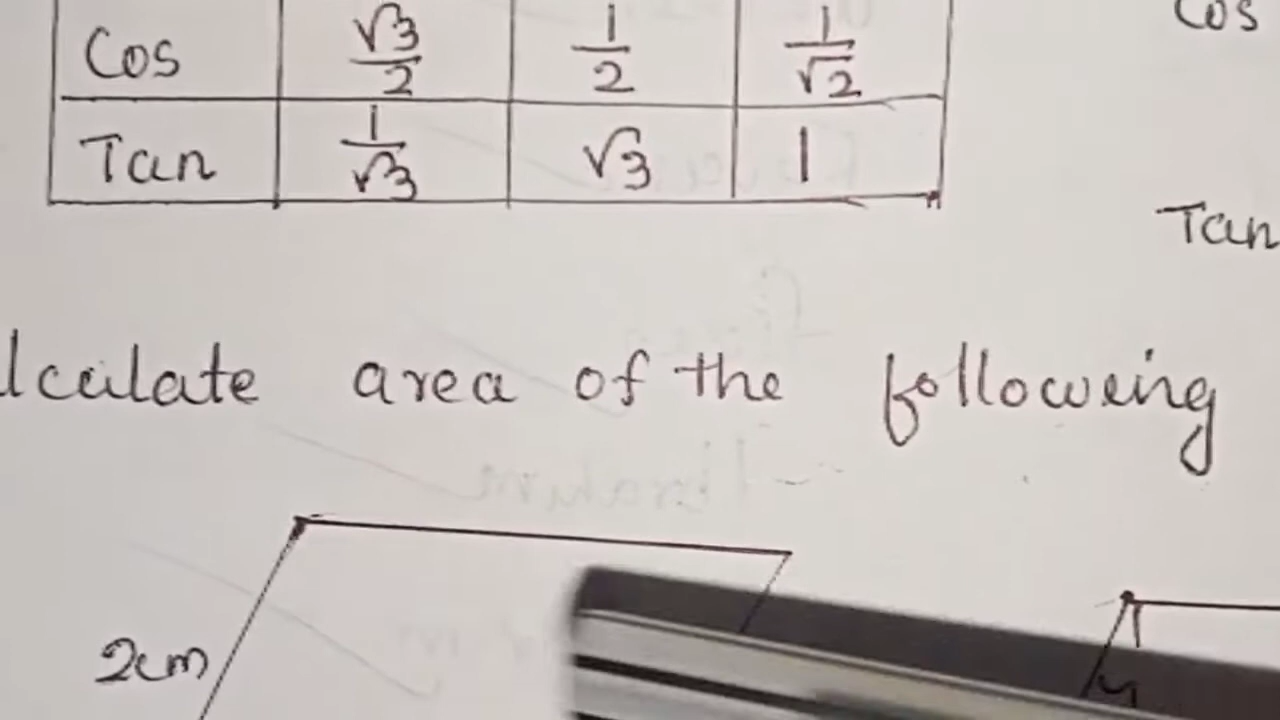 Cos √3/2 1/2 1/√2 Cos
Tan 1/√3 √3 1
Tan
lculate area of the following
2cm